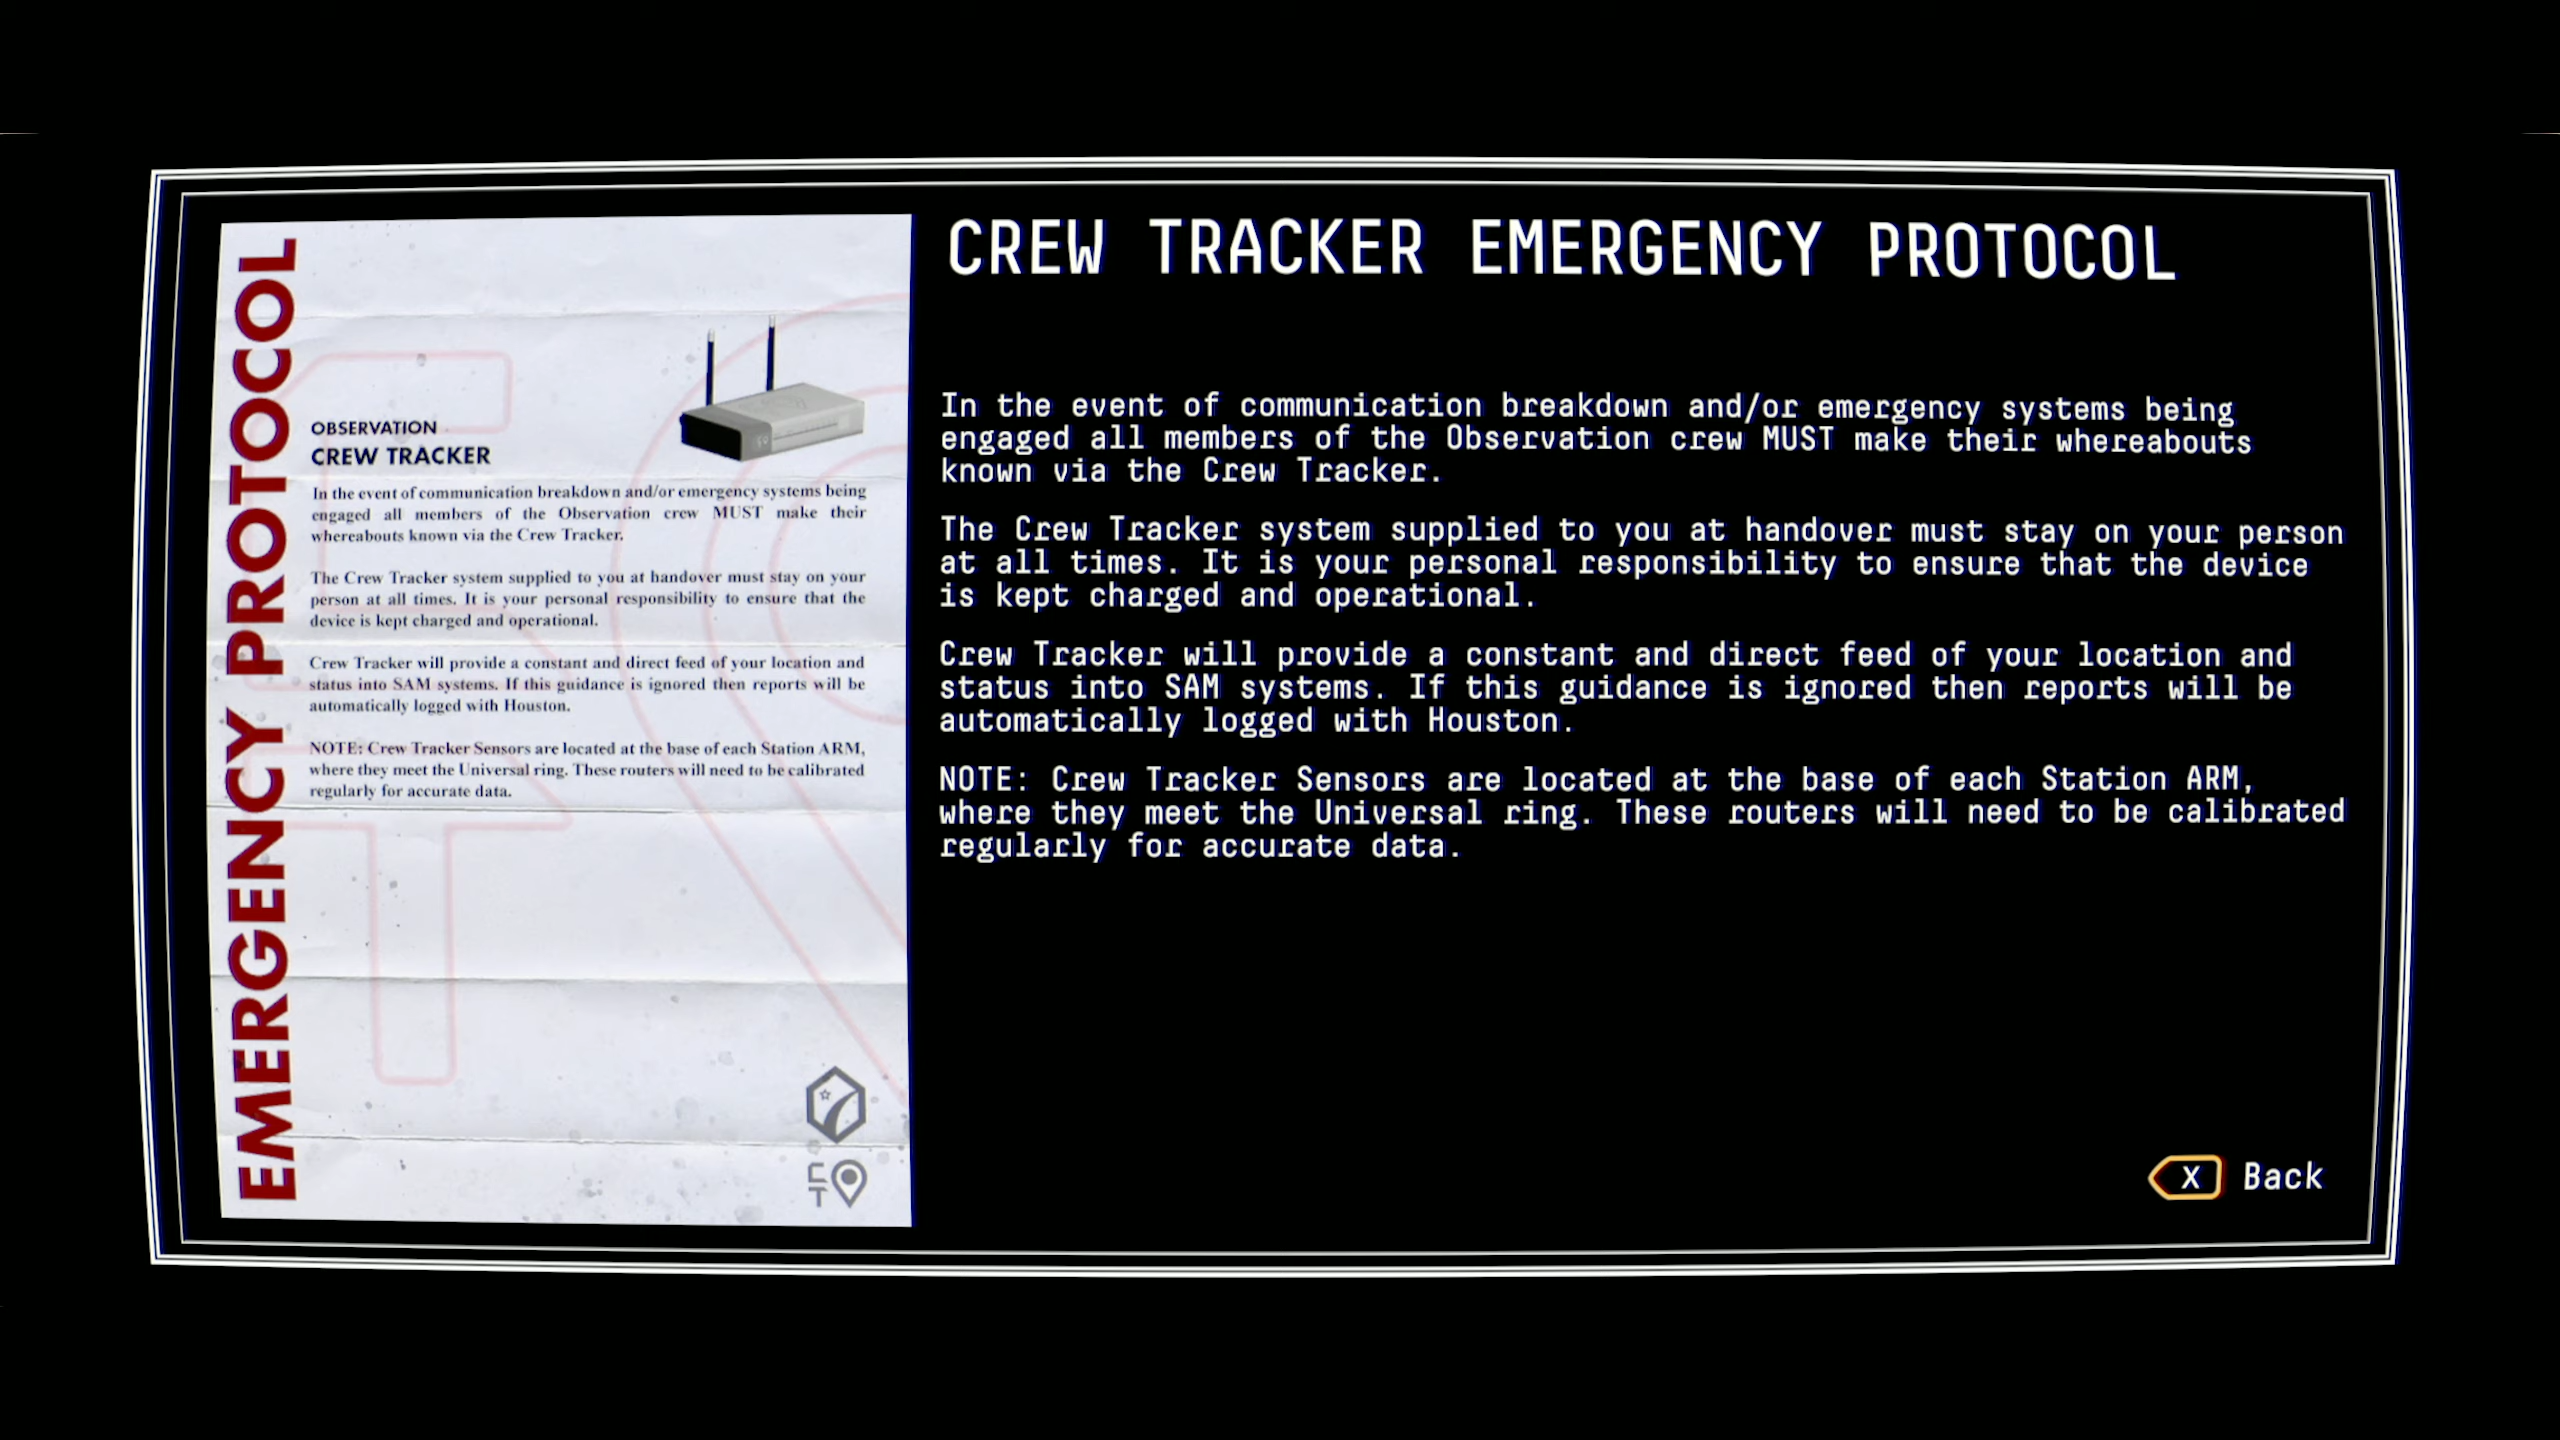 EMERGENCY PROTOCOL
OBSERVATION
CREW TRACKER
In the event of communication breakdown and/or emergency systems being
engaged all members of the Observation crew MUST make their
whereabouts known via the Crew Tracker.
The Crew Tracker system supplied to you at handover must stay on your
person at all times. It is your personal responsibility to ensure that the
device is kept charged and operational.
Crew Tracker will provide a constant and direct feed of your location and
status into SAM systems. If this guidance is ignored then reports will be
automatically logged with Houston.
NOTE: Crew Tracker Sensors are located at the base of each Station ARM,
where they meet the Universal ring. These routers will need to be calibrated
regularly for accurate data.
CT
CREW TRACKER EMERGENCY PROTOCOL
In the event of communication breakdown and/or emergency systems being
engaged all members of the Observation crew MUST make their whereabouts
known via the Crew Tracker.
The Crew Tracker system supplied to you at handover must stay on your person
at all times. It is your personal responsibility to ensure that the device
is kept charged and operational.
Crew Tracker will provide a constant and direct feed of your location and
status into SAM systems. If this guidance is ignored then reports will be
automatically logged with Houston.
NOTE: Crew Tracker Sensors are located at the base of each Station ARM,
where they meet the Universal ring. These routers will need to be calibrated
regularly for accurate data.
X Back